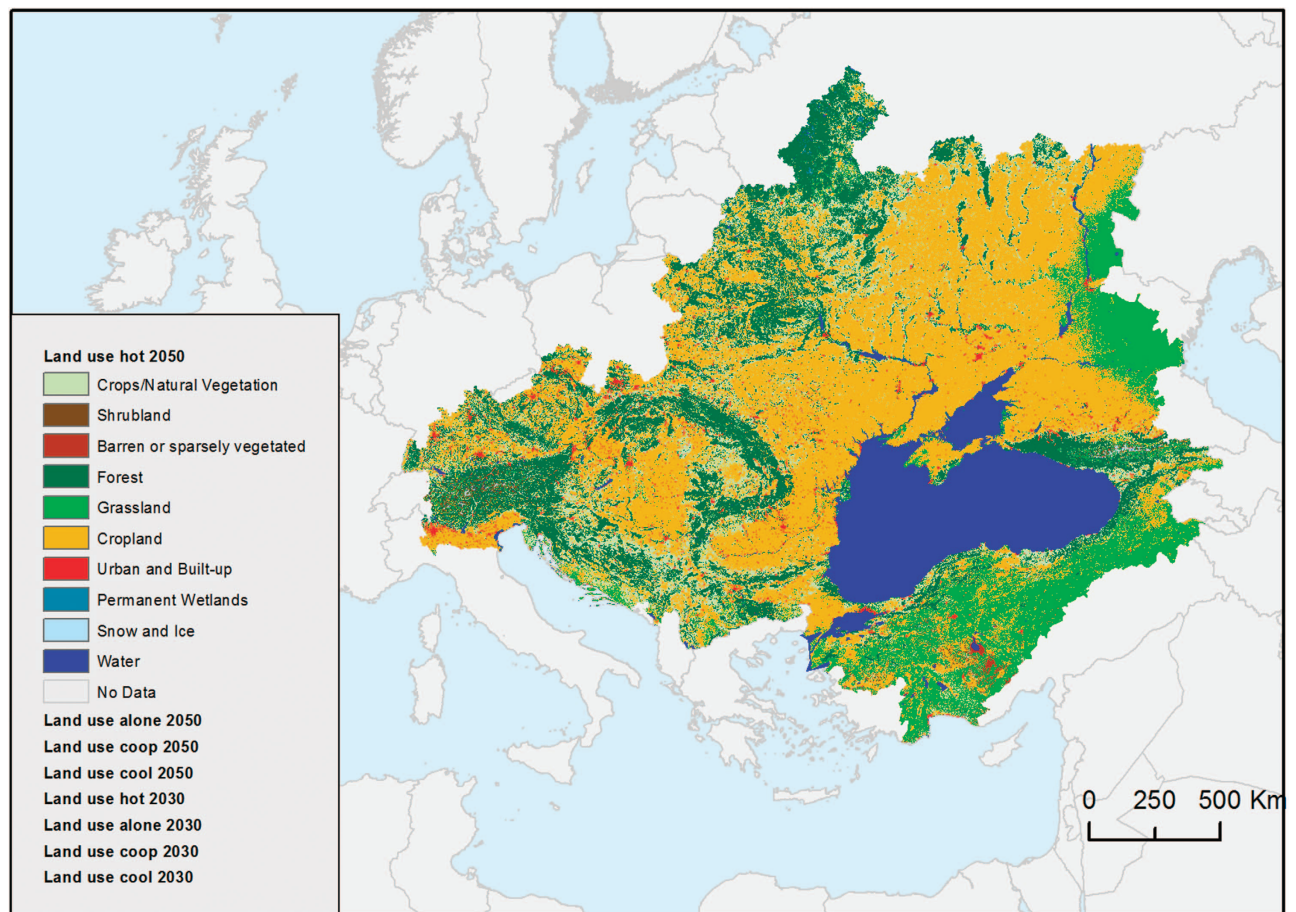 Land use hot 2050
Crops/Natural Vegetation
Shrubland
Barren or sparsely vegetated
Forest
Grassland
Cropland
Urban and Built-up
Permanent Wetlands
Snow and Ice
Water
No Data
Land use alone 2050
Land use coop 2050
Land use cool 2050
Land use hot 2030
Land use alone 2030
Land use coop 2030
Land use cool 2030
0 250 500 Km